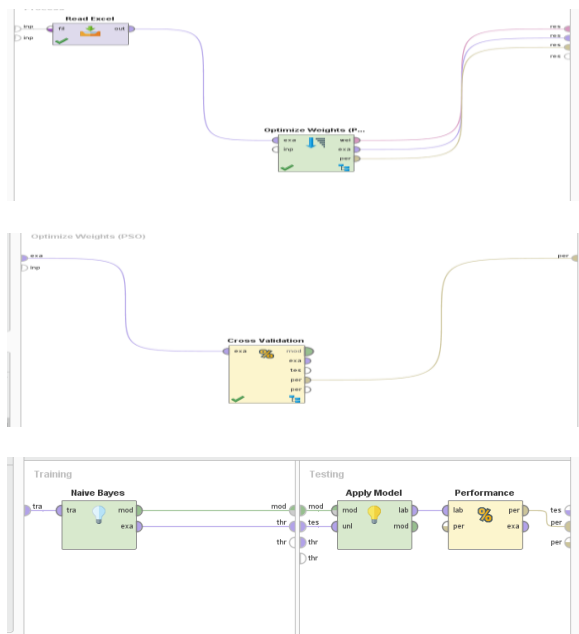 Process
Read Excel
inp
inp
fil
out
res
res
res
res
Optimize Weights (P...
exa
inp
wei
exa
per
Optimize Weights (PSO)
exa
inp
per
Cross Validation
exa
mod
exa
tes
per
per
Training
Testing
Naive Bayes
Apply Model
Performance
tra
tra
mod
exa
mod
thr
thr
mod
tes
thr
thr
mod
unl
lab
mod
lab
per
per
exa
tes
per
per